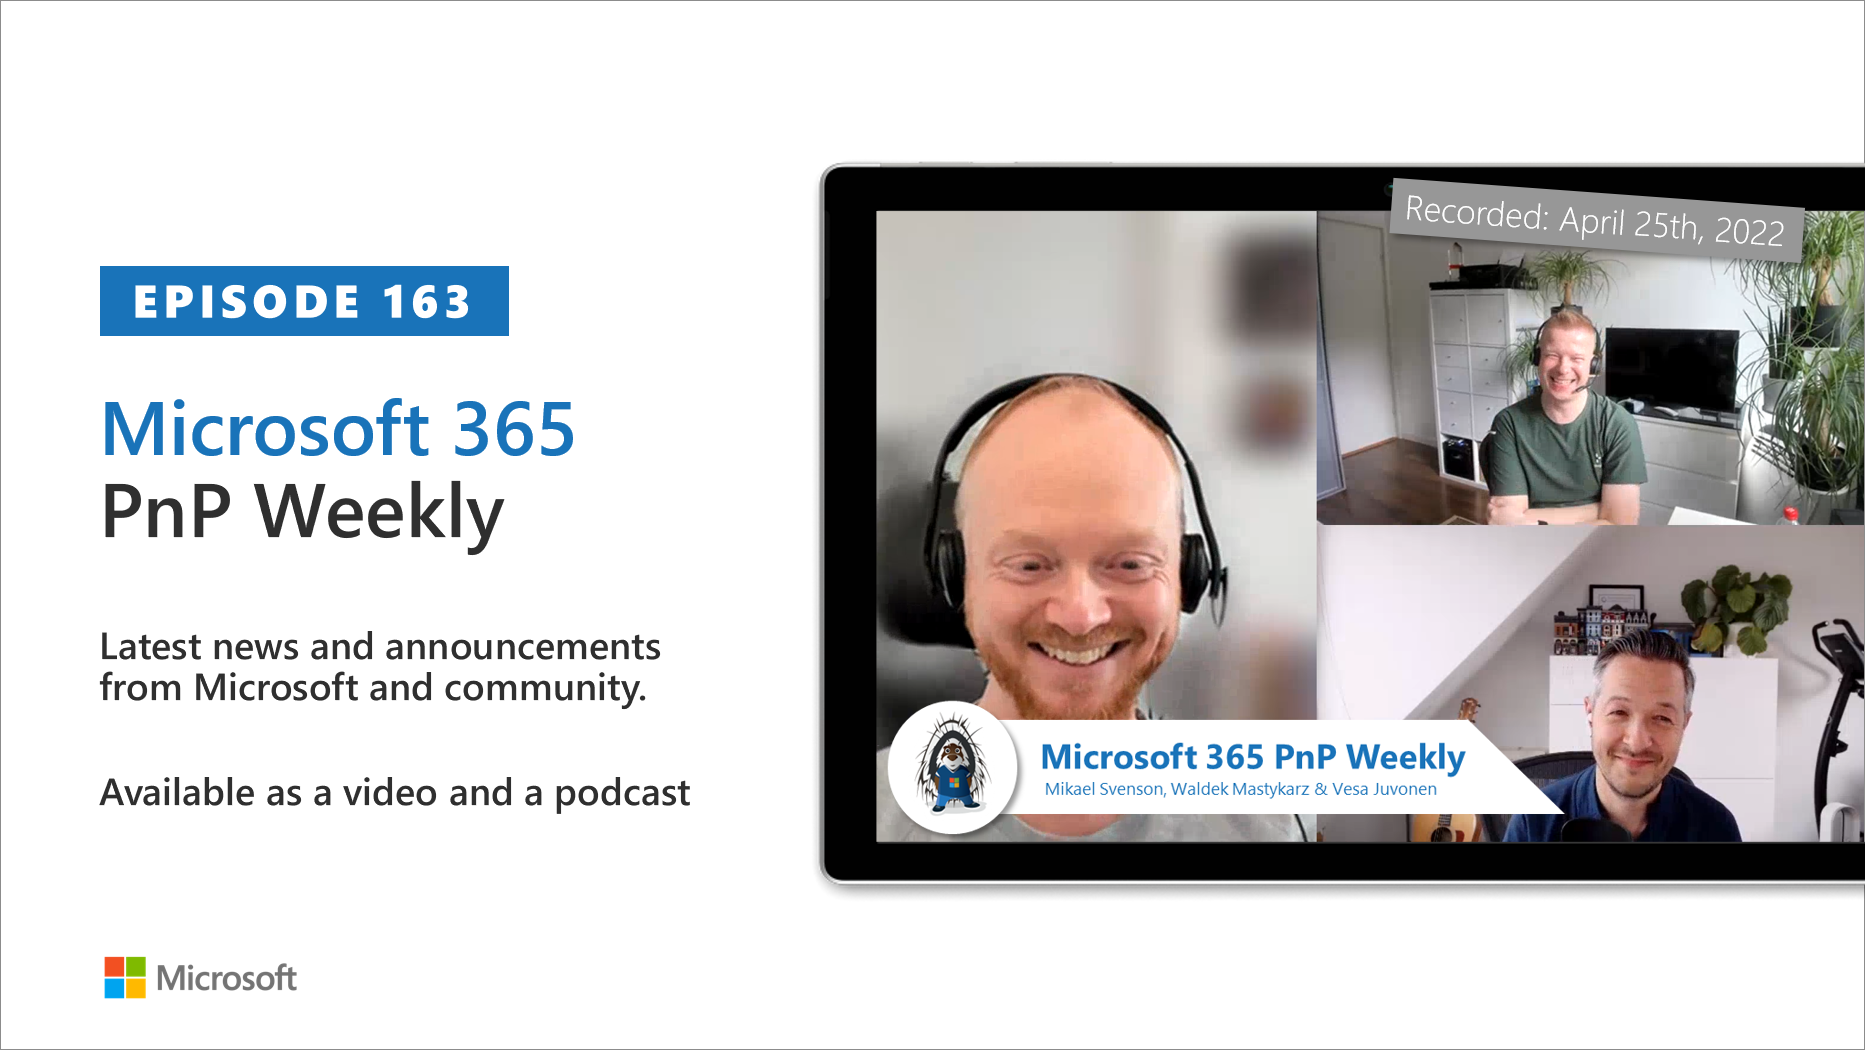 EPISODE 163
Microsoft 365
PnP Weekly
Latest news and announcements
from Microsoft and community.
Available as a video and a podcast
Microsoft
Recorded: April 25th, 2022
Microsoft 365 PnP Weekly
Mikael Svenson, Waldek Mastykarz & Vesa Juvonen